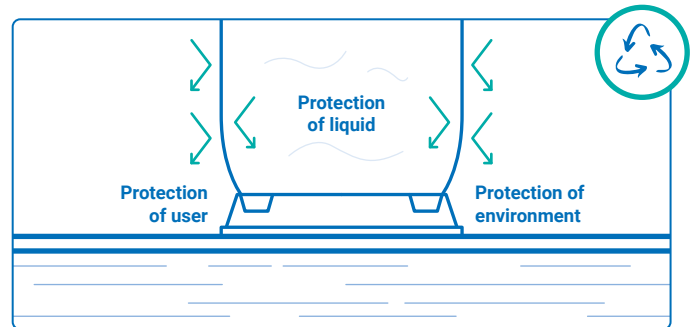 Protection
of liquid
Protection
of user
Protection of
environment